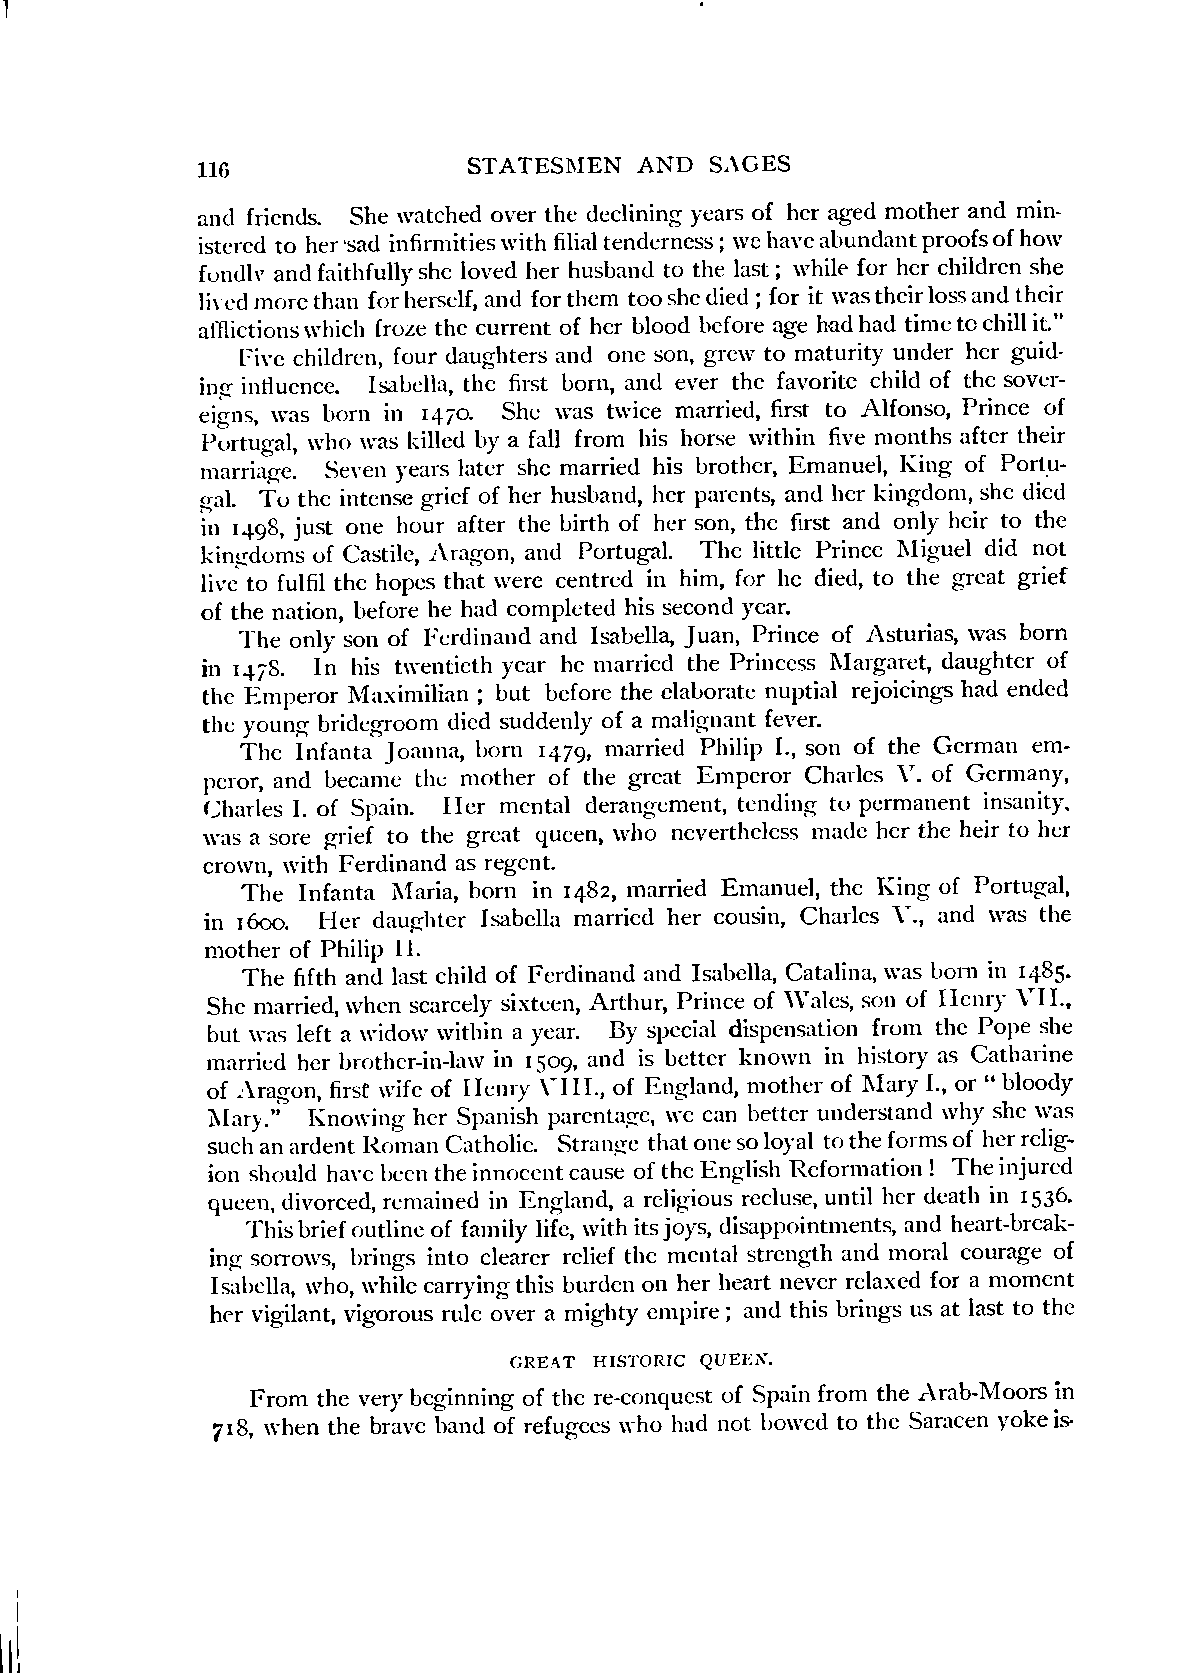 116 STATESMEN AND SAGES
and friends. She watched over the declining years of her aged mother and min-
istered to her sad infirmities with filial tenderness; we have abundant proofs of how
fondly and faithfully she loved her husband to the last; while for her children she
lived more than for herself, and for them too she died; for it was their loss and their
afflictions which froze the current of her blood before age had had time to chill it."
Five children, four daughters and one son, grew to maturity under her guid-
ing influence. Isabella, the first born, and ever the favorite child of the sover-
eigns, was born in 1470. She was twice married, first to Alfonso, Prince of
Portugal, who was killed by a fall from his horse within five months after their
marriage. Seven years later she married his brother, Emanuel, King of Portu-
gal. To the intense grief of her husband, her parents, and her kingdom, she died
in 1498, just one hour after the birth of her son, the first and only heir to the
kingdoms of Castile, Aragon, and Portugal. The little Prince Miguel did not
live to fulfil the hopes that were centred in him, for he died, to the great grief
of the nation, before he had completed his second year.
The only son of Ferdinand and Isabella, Juan, Prince of Asturias, was born
in 1478. In his twentieth year he married the Princess Margaret, daughter of
the Emperor Maximilian; but before the elaborate nuptial rejoicings had ended
the young bridegroom died suddenly of a malignant fever.
The Infanta Joanna, born 1479, married Philip I., son of the German em-
peror, and became the mother of the great Emperor Charles V. of Germany,
Charles I. of Spain. Her mental derangement, tending to permanent insanity,
was a sore grief to the great queen, who nevertheless made her the heir to her
crown, with Ferdinand as regent.
The Infanta Maria, born in 1482, married Emanuel, the King of Portugal,
in 1600. Her daughter Isabella married her cousin, Charles V., and was the
mother of Philip II.
The fifth and last child of Ferdinand and Isabella, Catalina, was born in 1485.
She married, when scarcely sixteen, Arthur, Prince of Wales, son of Henry VII.,
but was left a widow within a year. By special dispensation from the Pope she
married her brother-in-law in 1509, and is better known in history as Catharine
of Aragon, first wife of Henry VIII., of England, mother of Mary I., or "bloody
Mary." Knowing her Spanish parentage, we can better understand why she was
such an ardent Roman Catholic. Strange that one so loyal to the forms of her relig-
ion should have been the innocent cause of the English Reformation! The injured
queen, divorced, remained in England, a religious recluse, until her death in 1536.
This brief outline of family life, with its joys, disappointments, and heart-break-
ing sorrows, brings into clearer relief the mental strength and moral courage of
Isabella, who, while carrying this burden on her heart never relaxed for a moment
her vigilant, vigorous rule over a mighty empire; and this brings us at last to the
GREAT HISTORIC QUEEN.
From the very beginning of the re-conquest of Spain from the Arab-Moors in
718, when the brave band of refugees who had not bowed to the Saracen yoke is-